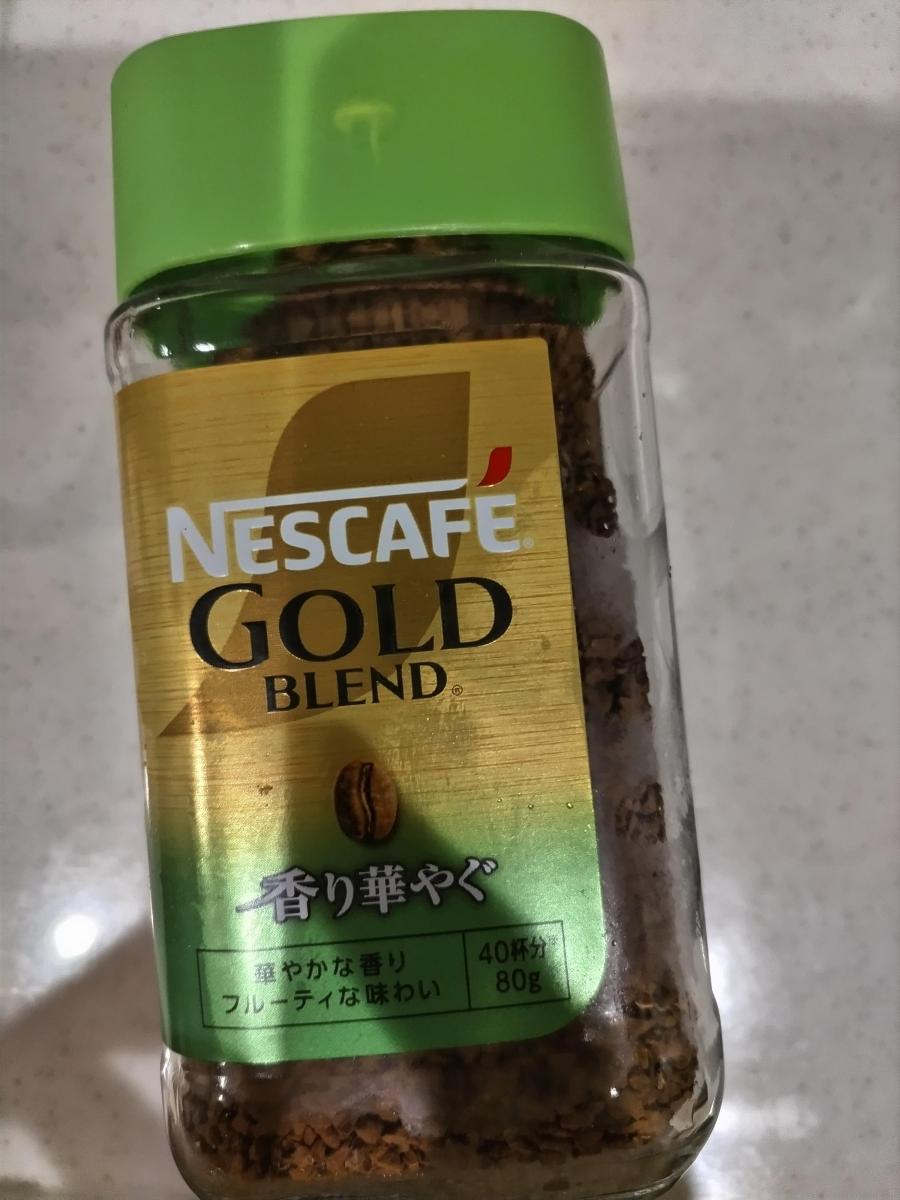 NESCAFÉ®
GOLD
BLEND®
香り華やぐ
華やかな香り
フルーティな味わい
40杯分※
80g